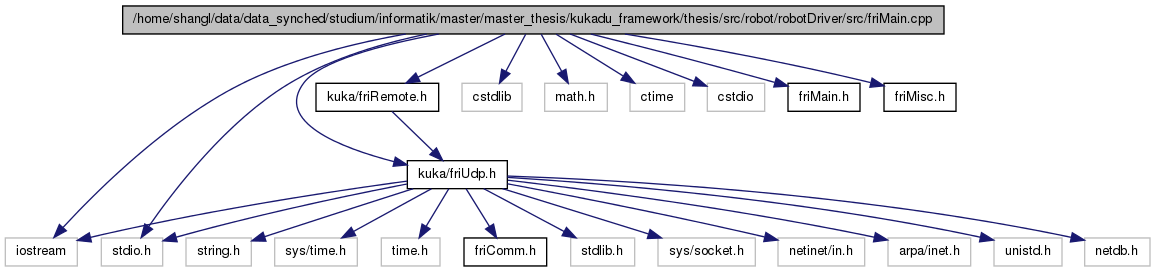 /home/shangl/data/data_synched/studium/informatik/master/master_thesis/kukadu_framework/thesis/src/robot/robotDriver/src/friMain.cpp
kuka/friRemote.h
cstdlib
math.h
ctime
cstdio
friMain.h
friMisc.h
kuka/friUdp.h
iostream
stdio.h
string.h
sys/time.h
time.h
friComm.h
stdlib.h
sys/socket.h
netinet/in.h
arpa/inet.h
unistd.h
netdb.h